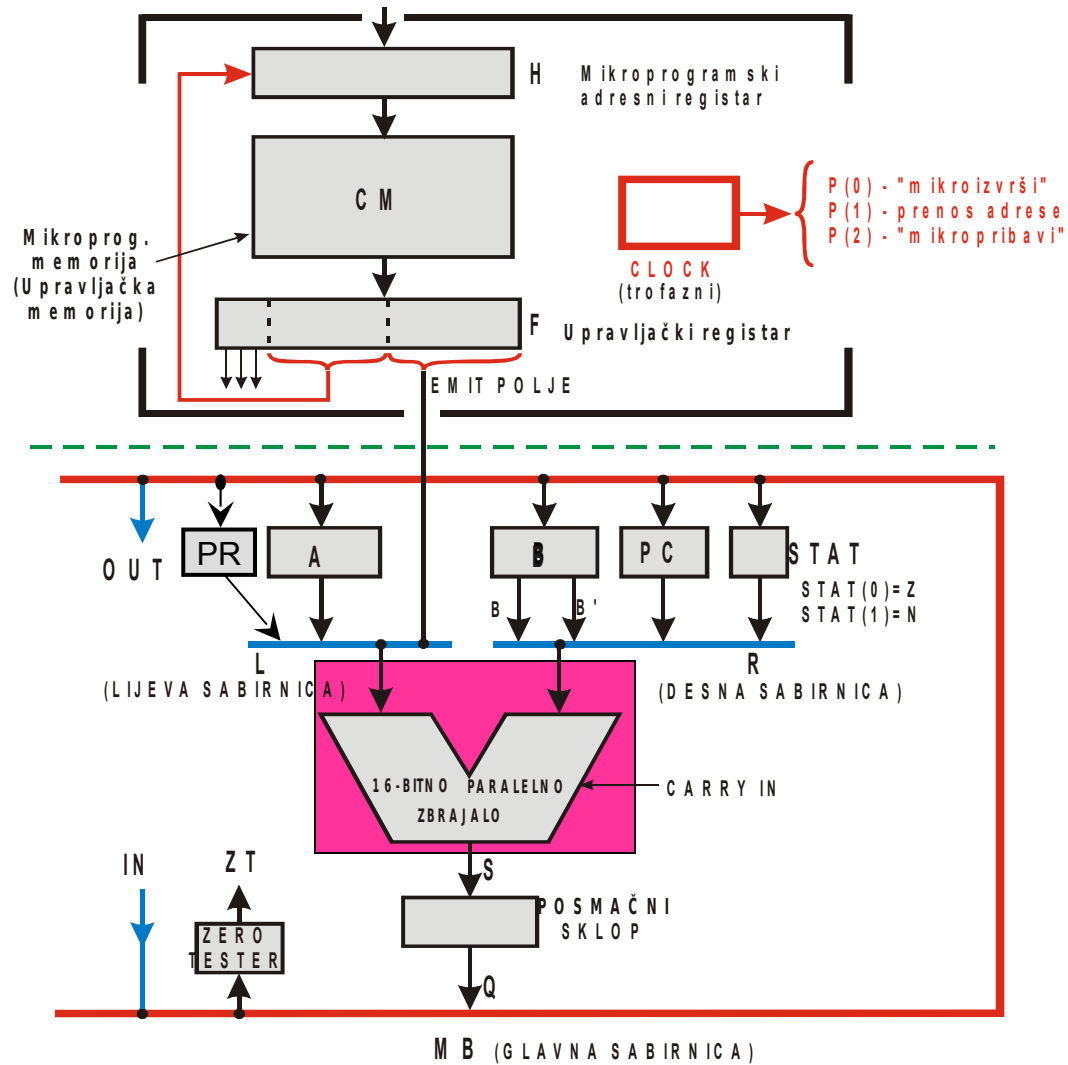 H
Mikroprogramski
adresni registar
CM
P(0) - "mikroizvrši"
P(1) - prenos adrese
P(2) - "mikropribavi"
CLOCK
(trofazni)
Mikroprog.
memorija
(Upravljačka
memorija)
F
Upravljački registar
EMIT POLJE
OUT
PR
A
B
PC
STAT
STAT(0)=Z
STAT(1)=N
B
B'
L
(LIJEVA SABIRNICA)
R
(DESNA SABIRNICA)
16-BITNO PARALELNO
ZBRAJALO
CARRY IN
S
POSMAČNI
SKLOP
IN
ZT
ZERO
TESTER
Q
MB (GLAVNA SABIRNICA)